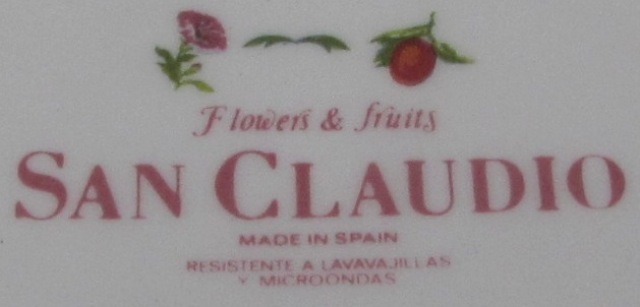 Flowers & fruits
SAN CLAUDIO
MADE IN SPAIN
RESISTENTE A LAVAVAJILLAS
Y MICROONDAS